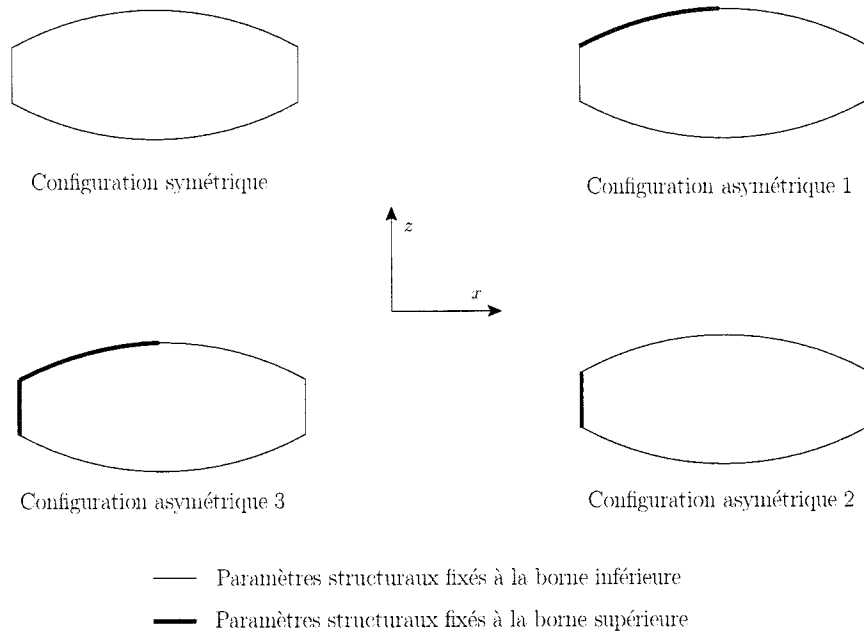 Configuration symétrique
Configuration asymétrique 1
z
x
Configuration asymétrique 3
Configuration asymétrique 2
Paramètres structuraux fixés à la borne inférieure
Paramètres structuraux fixés à la borne supérieure